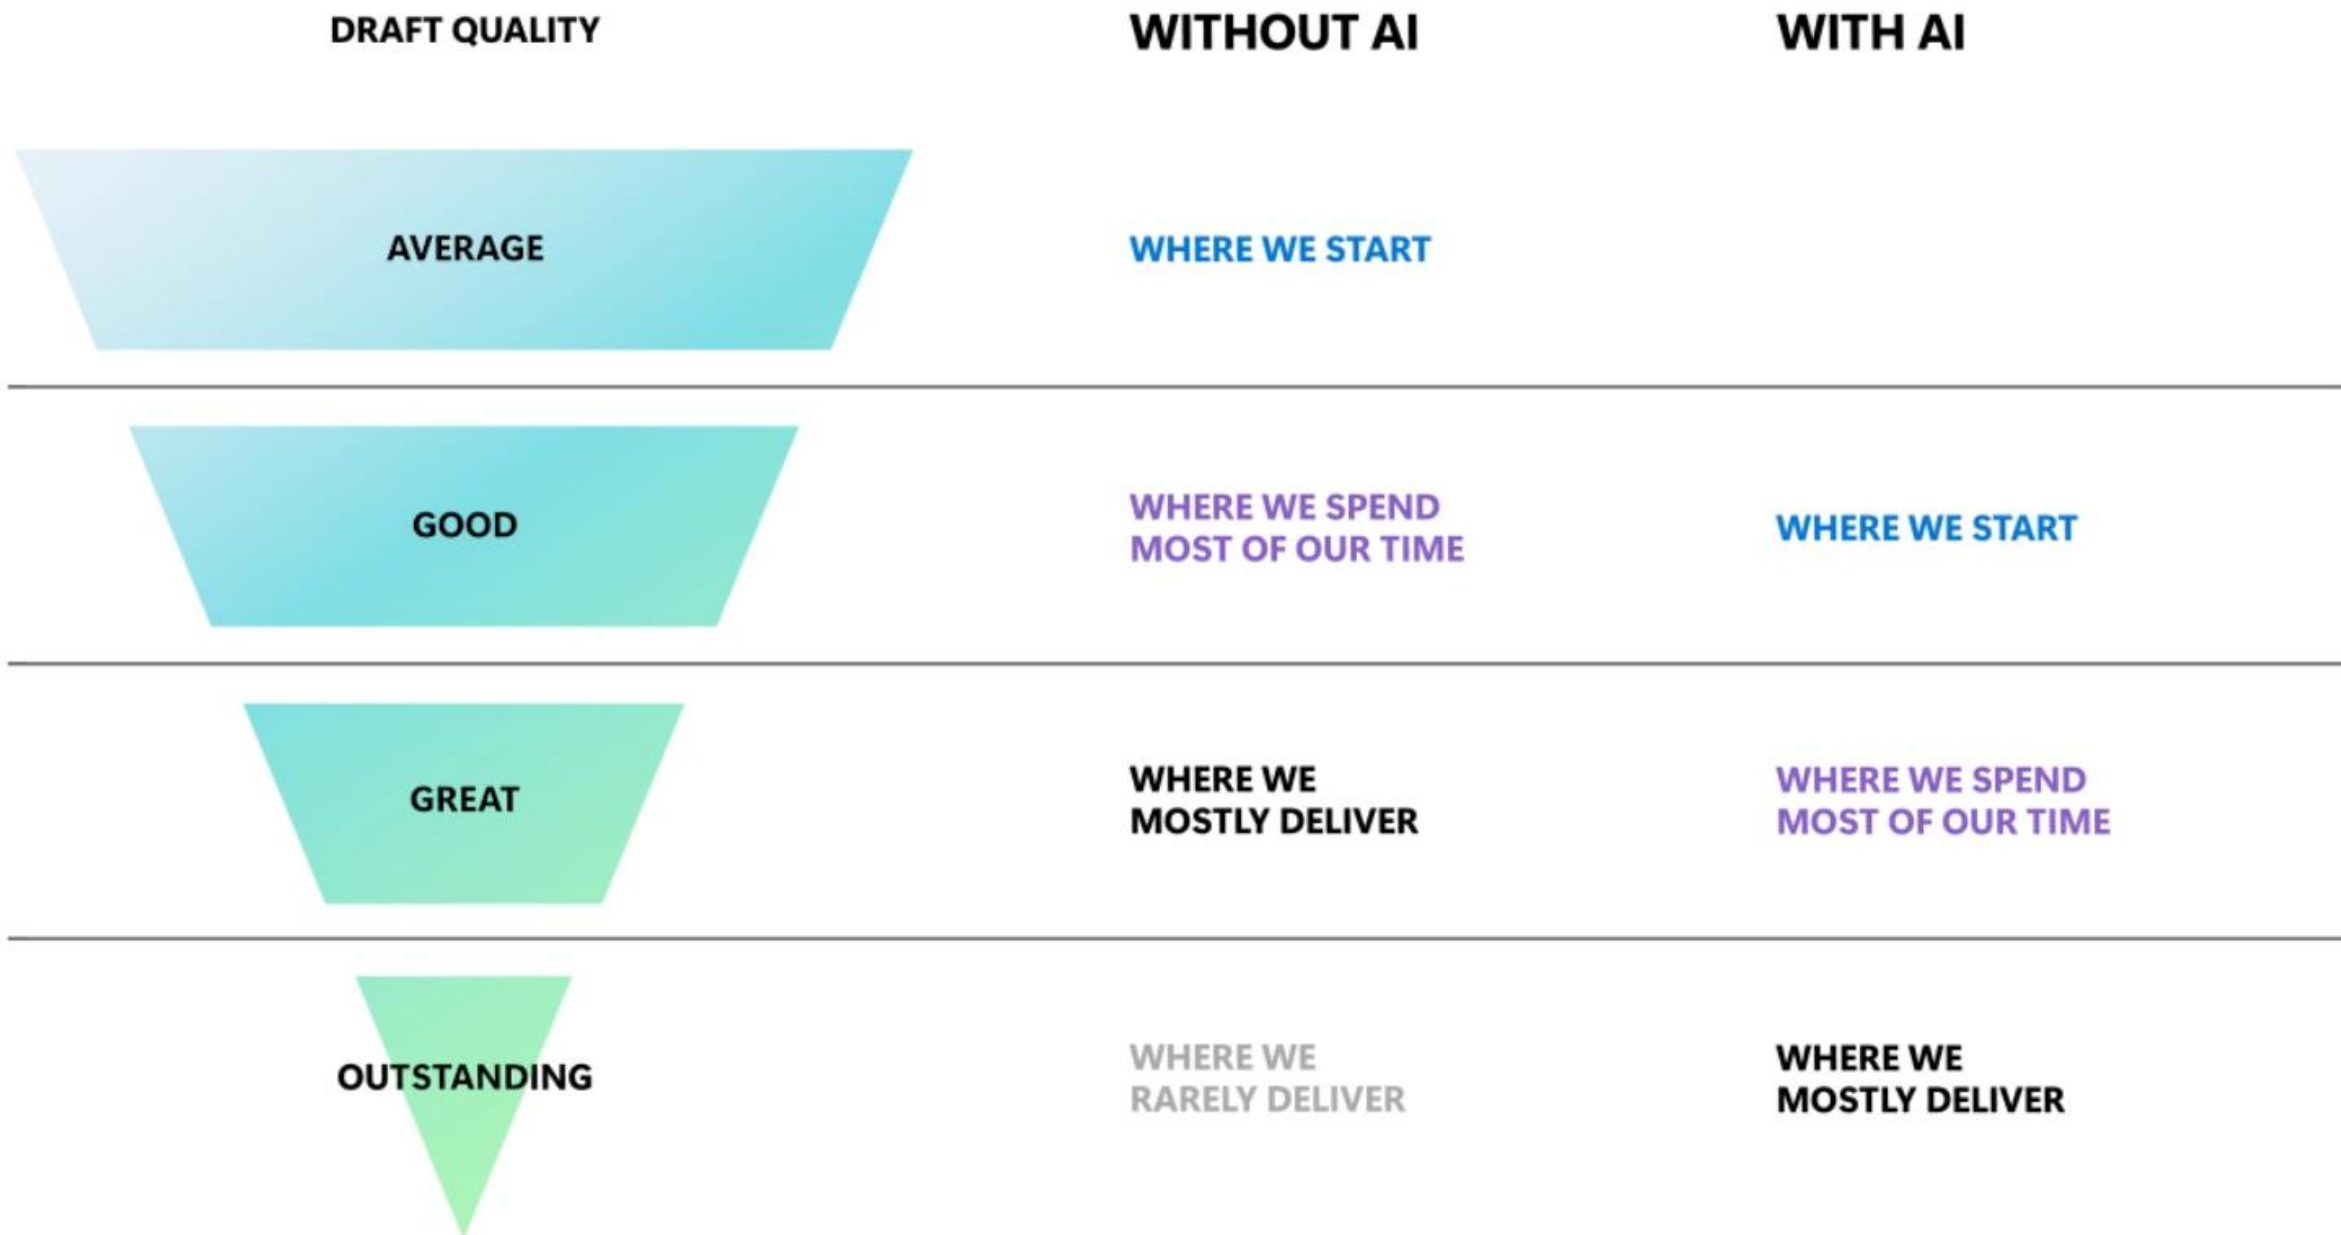 DRAFT QUALITY
WITHOUT AI
WITH AI
AVERAGE
WHERE WE START
GOOD
WHERE WE SPEND
MOST OF OUR TIME
WHERE WE START
GREAT
WHERE WE
MOSTLY DELIVER
WHERE WE SPEND
MOST OF OUR TIME
OUTSTANDING
WHERE WE
RARELY DELIVER
WHERE WE
MOSTLY DELIVER